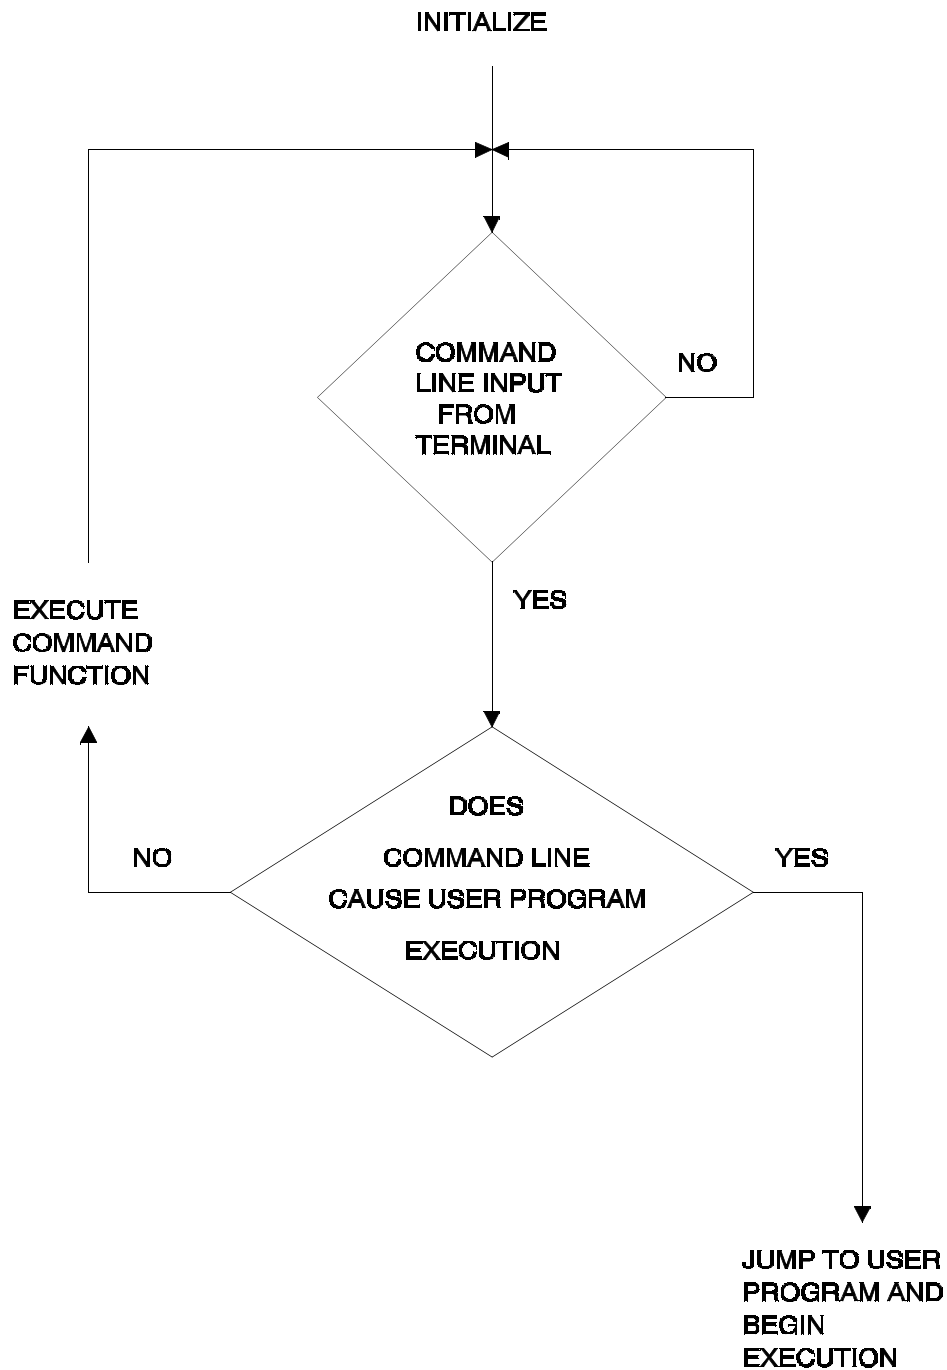 INITIALIZE
COMMAND
LINE INPUT
FROM
TERMINAL
NO
YES
EXECUTE
COMMAND
FUNCTION
DOES
COMMAND LINE
CAUSE USER PROGRAM
EXECUTION
NO
YES
JUMP TO USER
PROGRAM AND
BEGIN
EXECUTION